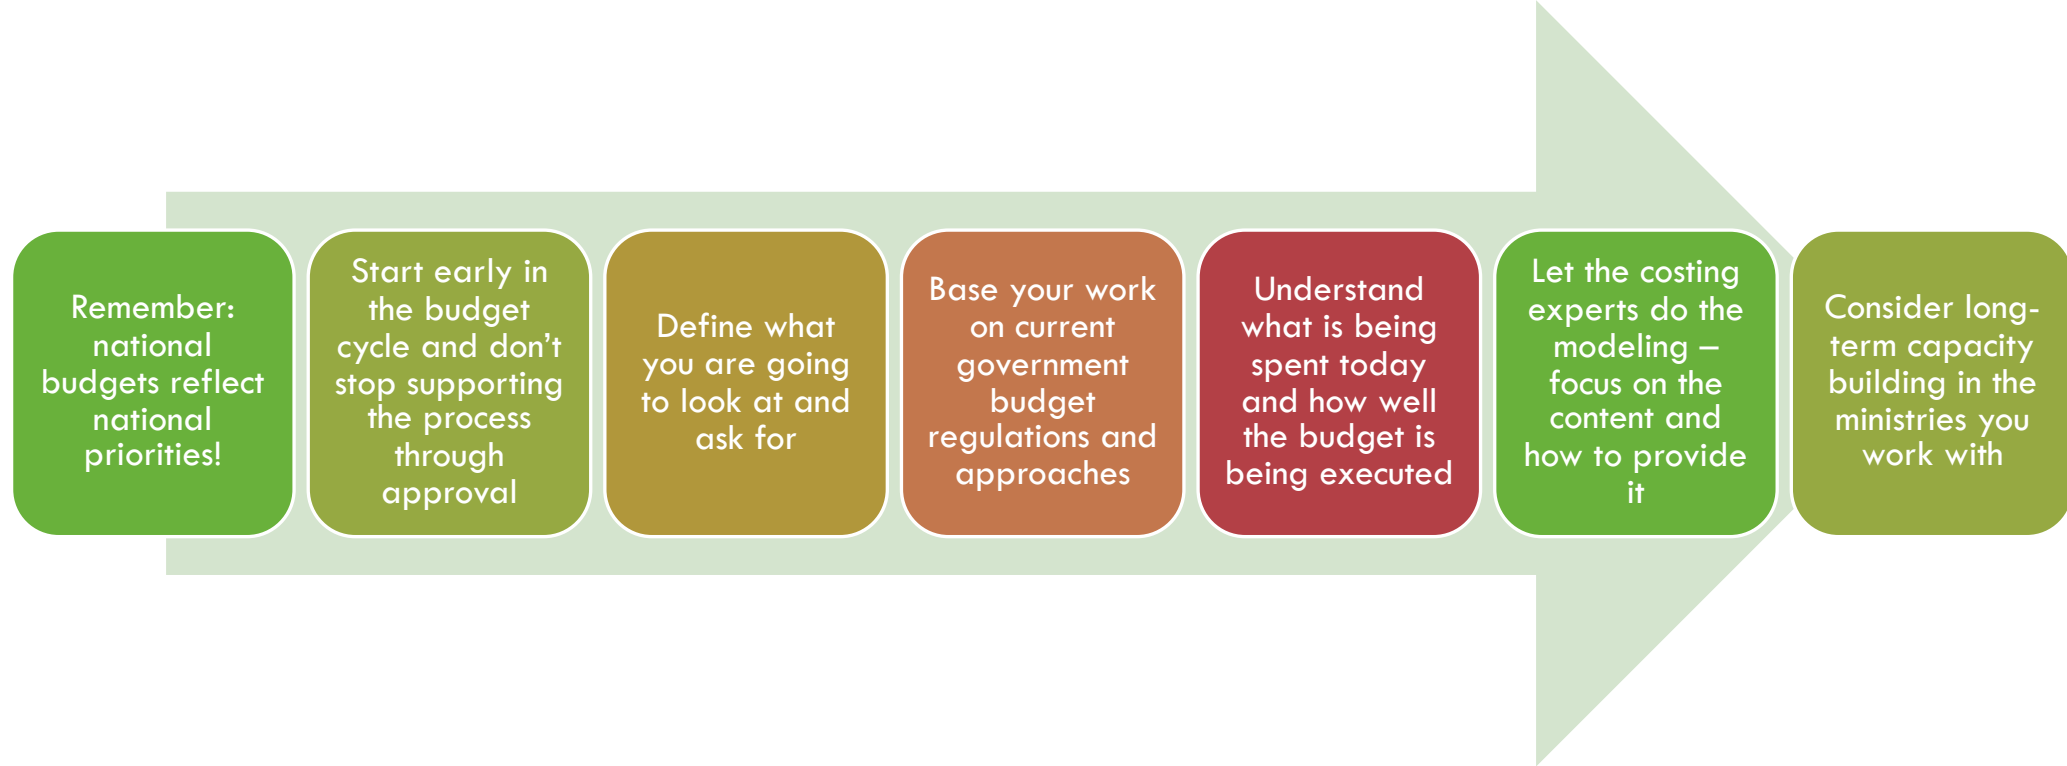 Remember:
national
budgets reflect
national
priorities!
Start early in
the budget
cycle and don’t
stop supporting
the process
through
approval
Define what
you are going
to look at and
ask for
Base your work
on current
government
budget
regulations and
approaches
Understand
what is being
spent today
and how well
the budget is
being executed
Let the costing
experts do the
modeling –
focus on the
content and
how to provide
it
Consider long-
term capacity
building in the
ministries you
work with